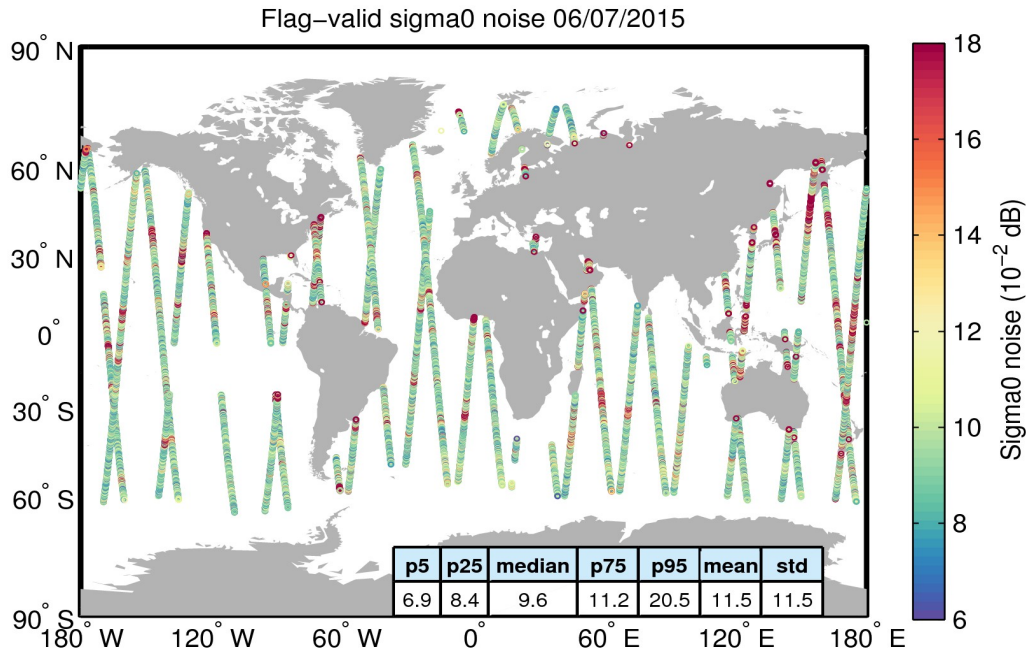 Flag−valid sigma0 noise 06/07/2015
90° N
60° N
30° N
0°
30° S
60° S
90° S
180° W
120° W
60° W
0°
60° E
120° E
180° E
p5 p25 median p75 p95 mean std
6.9 8.4 9.6 11.2 20.5 11.5 11.5
18
16
14
12
10
8
6
Sigma0 noise (10⁻² dB)